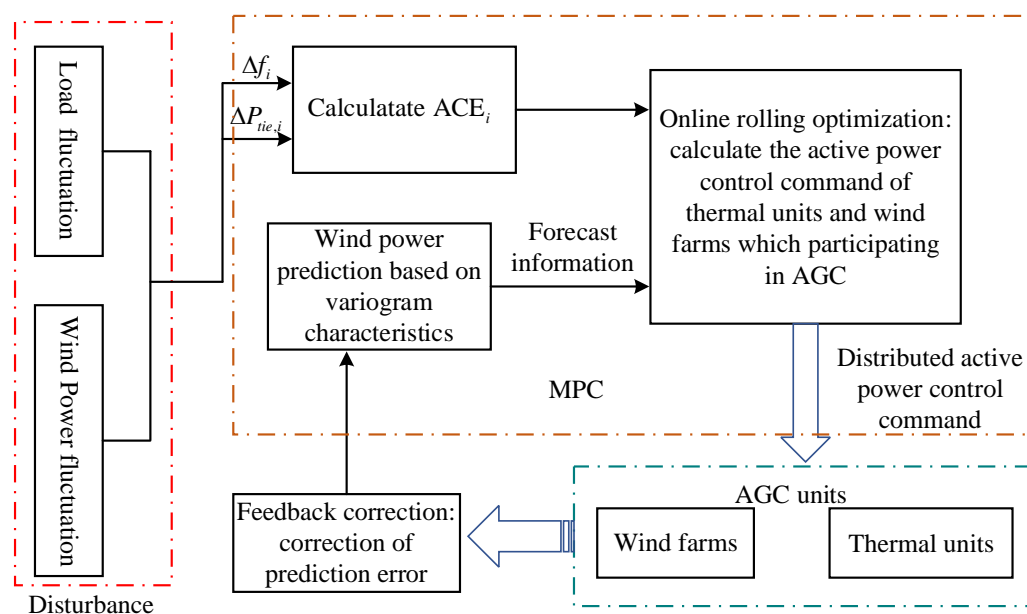 Load fluctuation
Wind Power fluctuation
Disturbance
Δf_i
ΔP_{tie,i}
Calculatate ACE_i
Online rolling optimization:
calculate the active power
control command of
thermal units and wind
farms which participating
in AGC
Wind power
prediction based on
variogram
characteristics
Forecast
information
MPC
Distributed active
power control
command
AGC units
Wind farms
Thermal units
Feedback correction:
correction of
prediction error